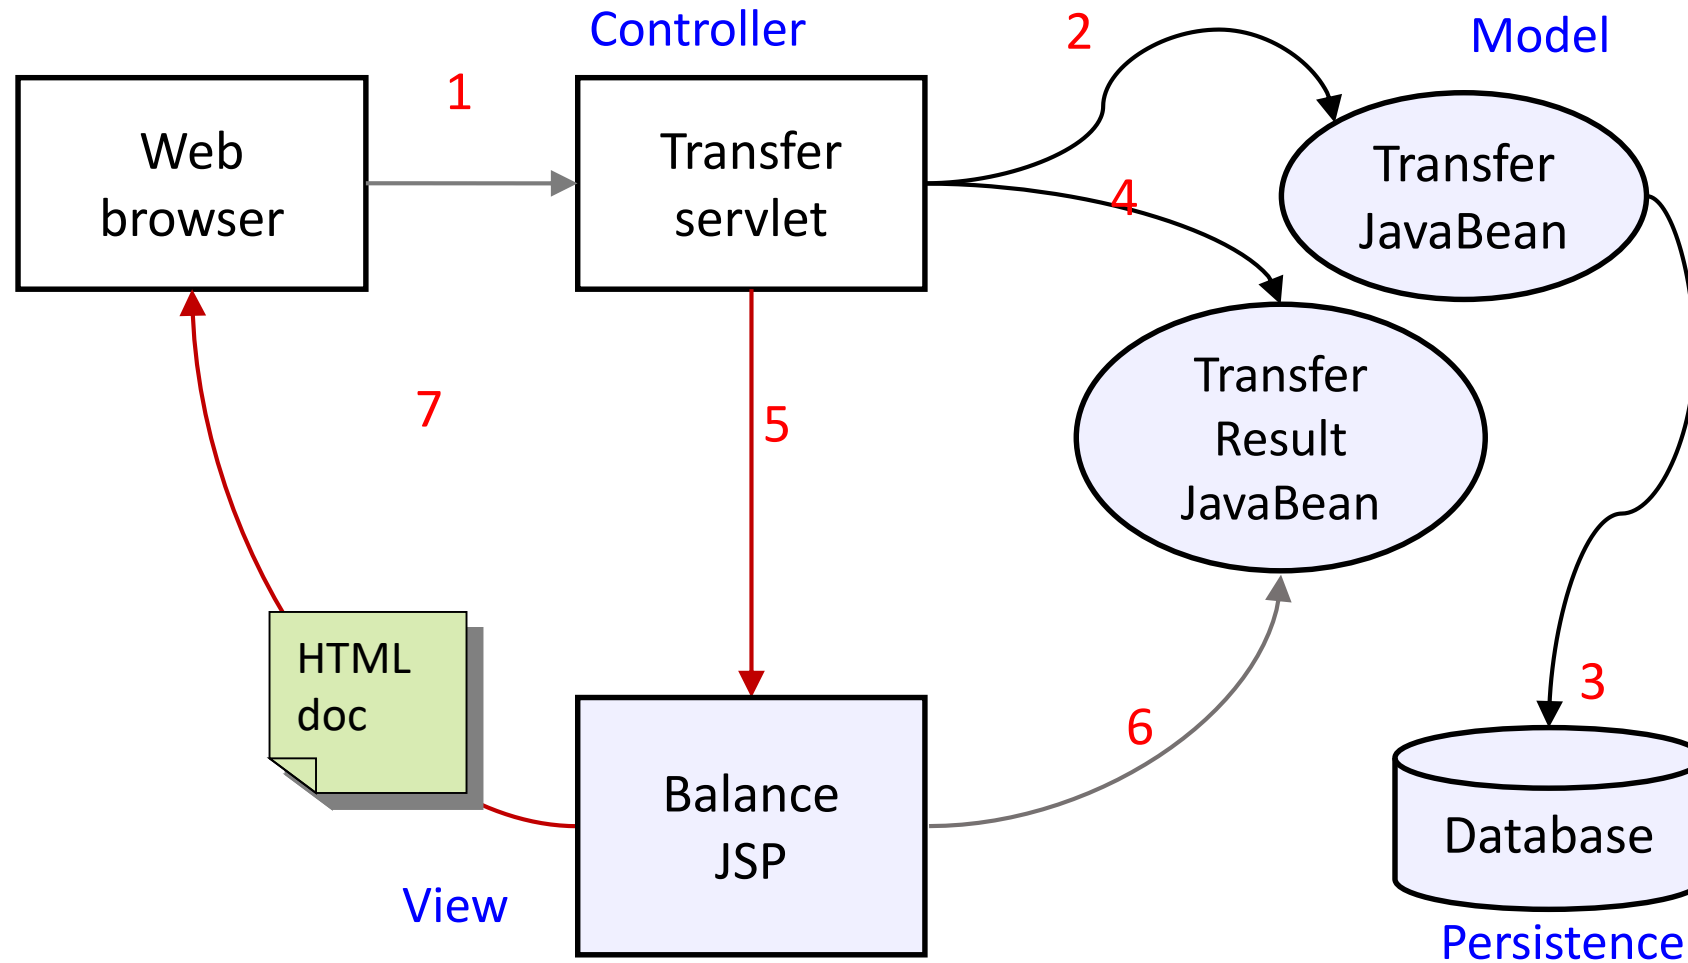 Controller
2
Model
1
Web
browser
Transfer
servlet
Transfer
JavaBean
4
Transfer
Result
JavaBean
7
5
HTML
doc
3
6
Balance
JSP
Database
View
Persistence